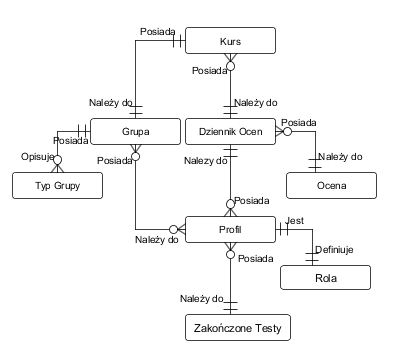 Posiada
Kurs
Posiada
Należy do
Należy do
Posiada
Grupa
Dziennik Ocen
Posiada
Opisuje
Posiada
Nalezy do
Należy do
Typ Grupy
Ocena
Posiada
Profil
Jest
Należy do
Definiuje
Posiada
Rola
Należy do
Zakończone Testy